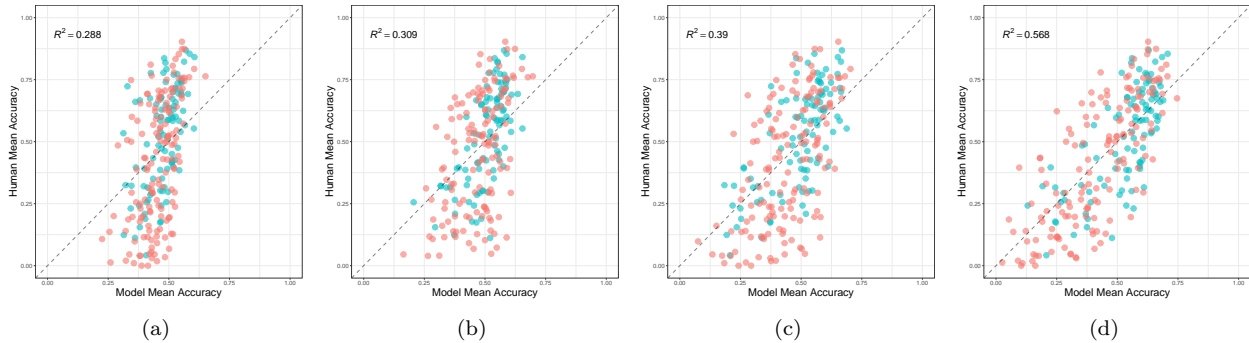 R² = 0.288
1.00
0.75
0.50
0.25
0.00
Human Mean Accuracy
0.00 0.25 0.50 0.75 1.00
Model Mean Accuracy
(a)
R² = 0.309
1.00
0.75
0.50
0.25
0.00
Human Mean Accuracy
0.00 0.25 0.50 0.75 1.00
Model Mean Accuracy
(b)
R² = 0.39
1.00
0.75
0.50
0.25
0.00
Human Mean Accuracy
0.00 0.25 0.50 0.75 1.00
Model Mean Accuracy
(c)
R² = 0.568
1.00
0.75
0.50
0.25
0.00
Human Mean Accuracy
0.00 0.25 0.50 0.75 1.00
Model Mean Accuracy
(d)